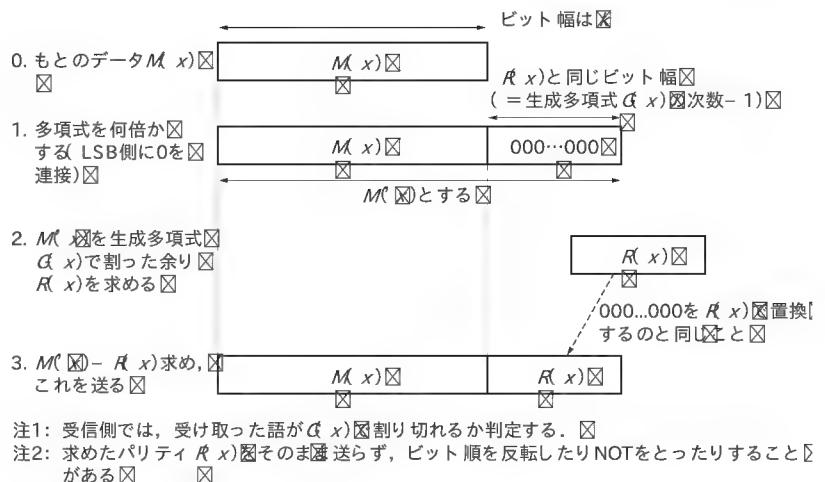 ビット幅は
0. もとのデータM(x)
M(x)
R(x)と同じビット幅
(=生成多項式G(x)次数-1)
1. 多項式を何倍か
する(LSB側に0を
連接)
M(x) 000…000
M'()とする
2. M'(を生成多項式
G(x)で割った余り
R(x)を求める
R(x)
000...000を R(x) 置換
するのと同じこと
3. M'()-R(x)求め,
これを送る
M(x) R(x)
注1: 受信側では,受け取った語がG(x) 割り切れるか判定する.
注2: 求めたパリティR(x) そのまま送らず,ビット順を反転したりNOTをとったりすること
がある